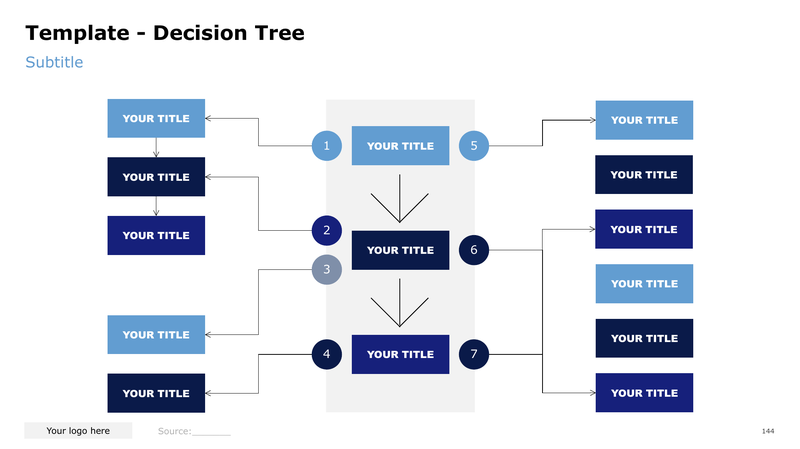 Template - Decision Tree
Subtitle
YOUR TITLE
YOUR TITLE
YOUR TITLE
YOUR TITLE
YOUR TITLE
1
2
3
4
YOUR TITLE
YOUR TITLE
YOUR TITLE
5
6
7
YOUR TITLE
YOUR TITLE
YOUR TITLE
YOUR TITLE
YOUR TITLE
YOUR TITLE
Your logo here
Source:_______
144